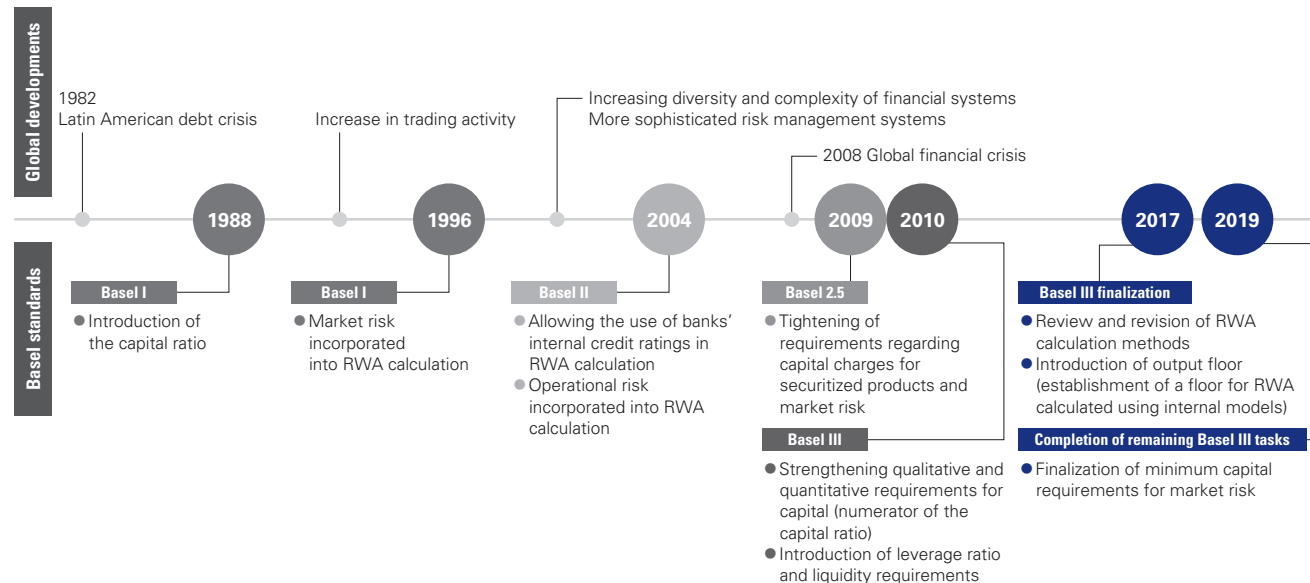 Global developments
1982
Latin American debt crisis
Increase in trading activity
Increasing diversity and complexity of financial systems
More sophisticated risk management systems
2008 Global financial crisis
1988
1996
2004
2009
2010
2017
2019
Basel standards
Basel I
● Introduction of
the capital ratio
Basel I
● Market risk
incorporated
into RWA calculation
Basel II
● Allowing the use of banks'
internal credit ratings in
RWA calculation
● Operational risk
incorporated into RWA
calculation
Basel 2.5
● Tightening of
requirements regarding
capital charges for
securitized products and
market risk
Basel III
● Strengthening qualitative and
quantitative requirements for
capital (numerator of the
capital ratio)
● Introduction of leverage ratio
and liquidity requirements
Basel III finalization
● Review and revision of RWA
calculation methods
● Introduction of output floor
(establishment of a floor for RWA
calculated using internal models)
Completion of remaining Basel III tasks
● Finalization of minimum capital
requirements for market risk